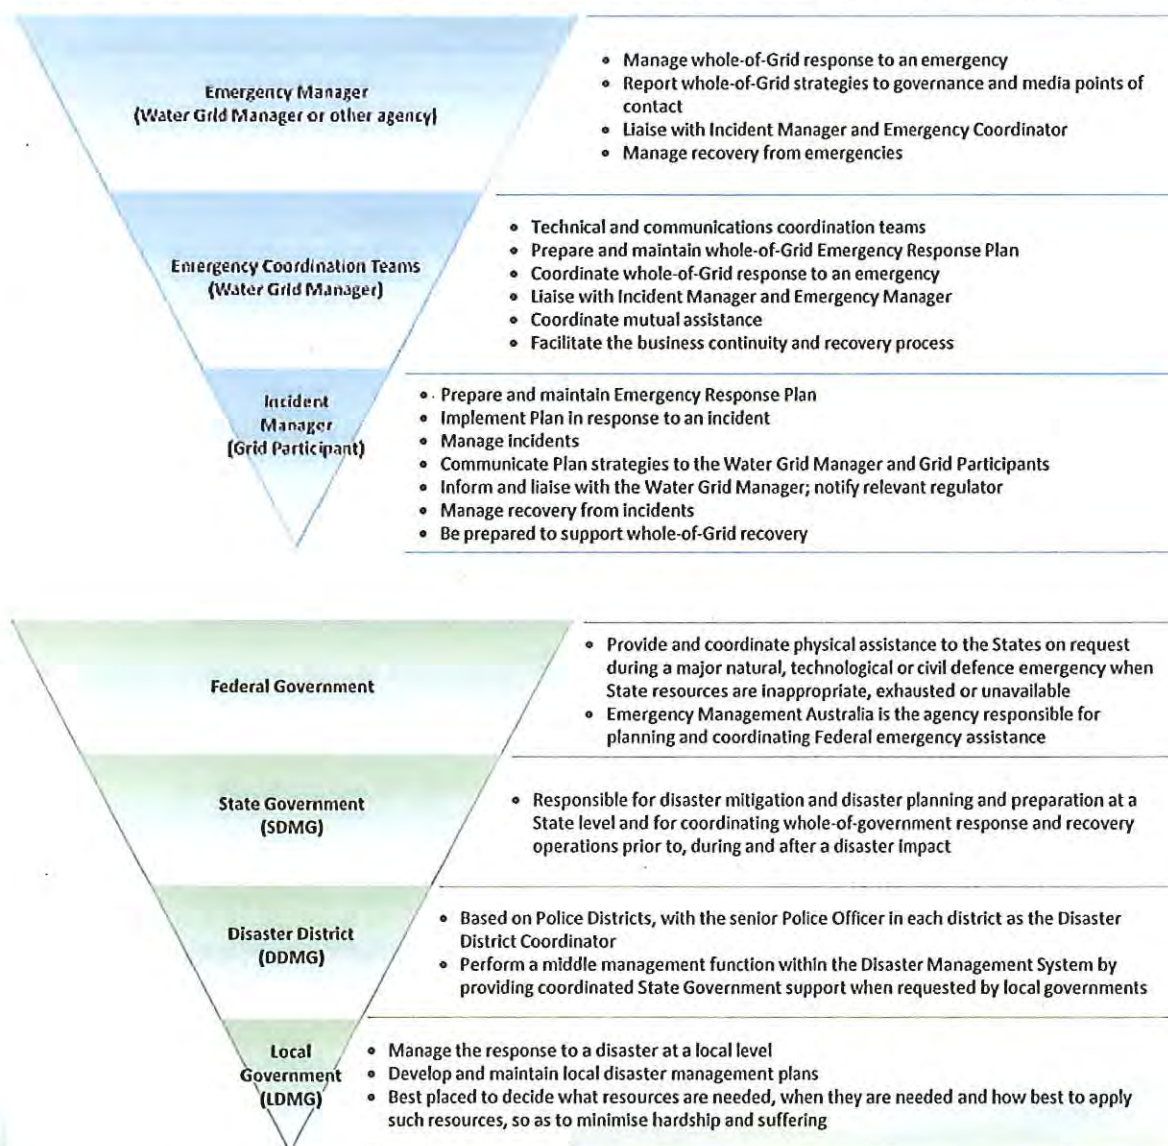 Emergency Manager
(Water Grid Manager or other agency)
• Manage whole-of-Grid response to an emergency
• Report whole-of-Grid strategies to governance and media points of
contact
• Liaise with Incident Manager and Emergency Coordinator
• Manage recovery from emergencies
Emergency Coordination Teams
(Water Grid Manager)
• Technical and communications coordination teams
• Prepare and maintain whole-of-Grid Emergency Response Plan
• Coordinate whole-of-Grid response to an emergency
• Liaise with Incident Manager and Emergency Manager
• Coordinate mutual assistance
• Facilitate the business continuity and recovery process
Incident
Manager
(Grid Participant)
• Prepare and maintain Emergency Response Plan
• Implement Plan in response to an incident
• Manage incidents
• Communicate Plan strategies to the Water Grid Manager and Grid Participants
• Inform and liaise with the Water Grid Manager; notify relevant regulator
• Manage recovery from incidents
• Be prepared to support whole-of-Grid recovery
Federal Government
• Provide and coordinate physical assistance to the States on request
during a major natural, technological or civil defence emergency when
State resources are inappropriate, exhausted or unavailable
• Emergency Management Australia is the agency responsible for
planning and coordinating Federal emergency assistance
State Government
(SDMG)
• Responsible for disaster mitigation and disaster planning and preparation at a
State level and for coordinating whole-of-government response and recovery
operations prior to, during and after a disaster impact
Disaster District
(DDMG)
• Based on Police Districts, with the senior Police Officer in each district as the Disaster
District Coordinator
• Perform a middle management function within the Disaster Management System by
providing coordinated State Government support when requested by local governments
Local
Government
(LDMG)
• Manage the response to a disaster at a local level
• Develop and maintain local disaster management plans
• Best placed to decide what resources are needed, when they are needed and how best to apply
such resources, so as to minimise hardship and suffering